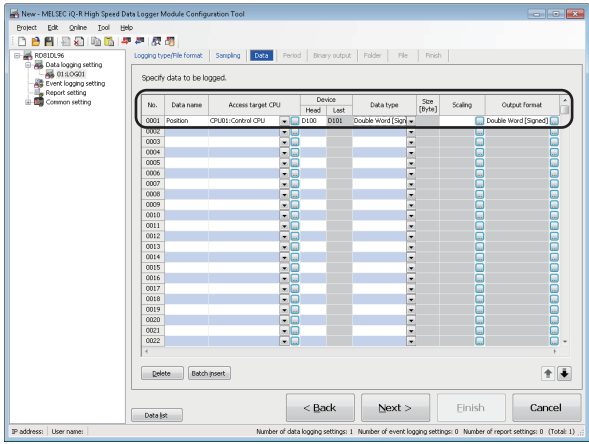 New - MELSEC iQ-R High Speed Data Logger Module Configuration Tool
Project Edit Online Tool Help
RD81DL96
Data logging setting
01:LOG01
Event logging setting
Report setting
Common setting
Logging type/File format Sampling Data Period Binary output Folder File Finish
Specify data to be logged.
No. Data name Access target CPU Device Head Last Data type Size [Byte] Scaling Output format
0001 Position CPU01:Control CPU D100 D101 Double Word [Sign Double Word [Signed]
0002
0003
0004
0005
0006
0007
0008
0009
0010
0011
0012
0013
0014
0015
0016
0017
0018
0019
0020
0021
0022
Delete Batch insert
Data list < Back Next > Finish Cancel
IP address: User name: Number of data logging settings: 1 Number of event logging settings: 0 Number of report settings: 0 (Total: 1)